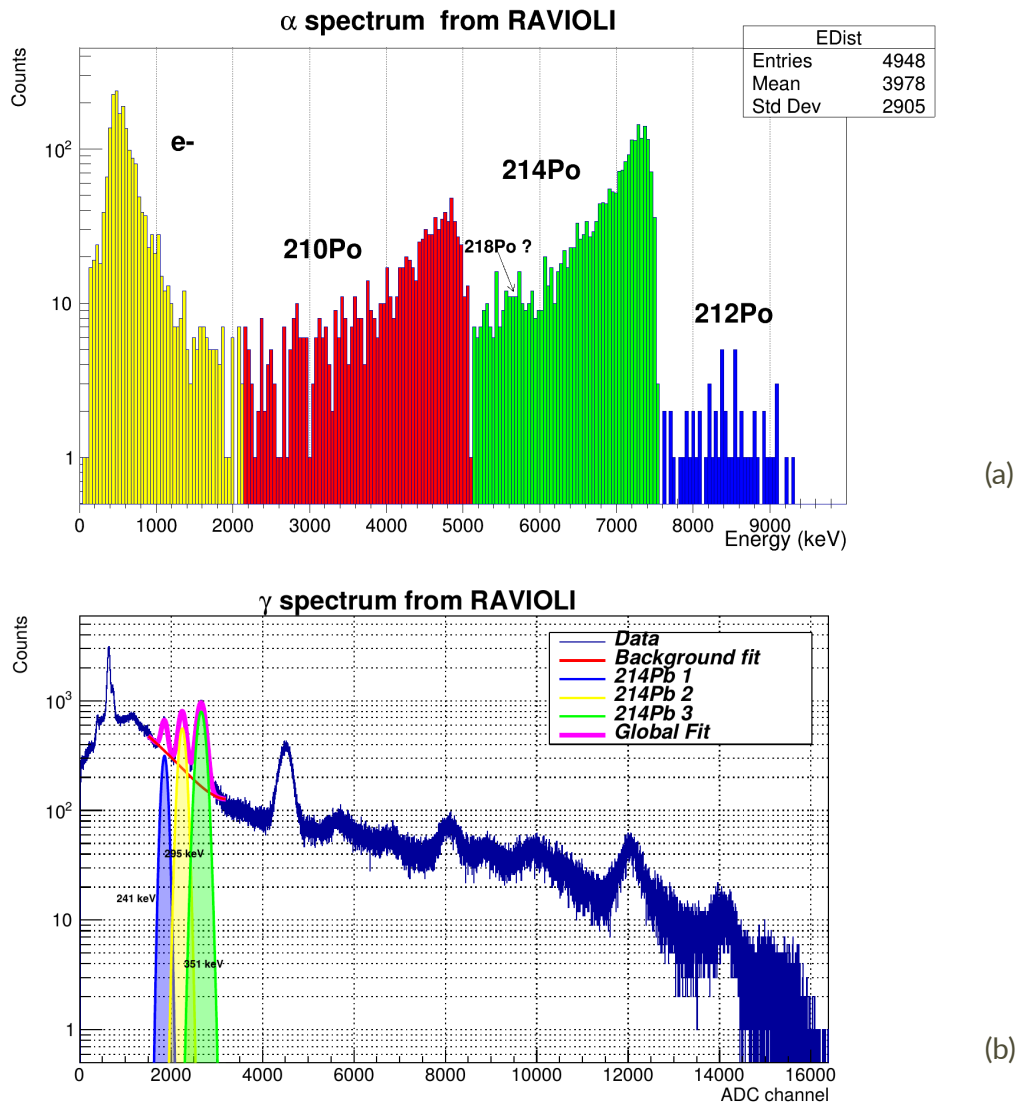 α spectrum from RAVIOLI
EDist
Entries 4948
Mean 3978
Std Dev 2905
Counts
10²
10
1
e-
210Po
218Po ?
214Po
212Po
0 1000 2000 3000 4000 5000 6000 7000 8000 9000
Energy (keV)
(a)
γ spectrum from RAVIOLI
Counts
10³
10²
10
1
Data
Background fit
214Pb 1
214Pb 2
214Pb 3
Global Fit
295 keV
241 keV
351 keV
0 2000 4000 6000 8000 10000 12000 14000 16000
ADC channel
(b)